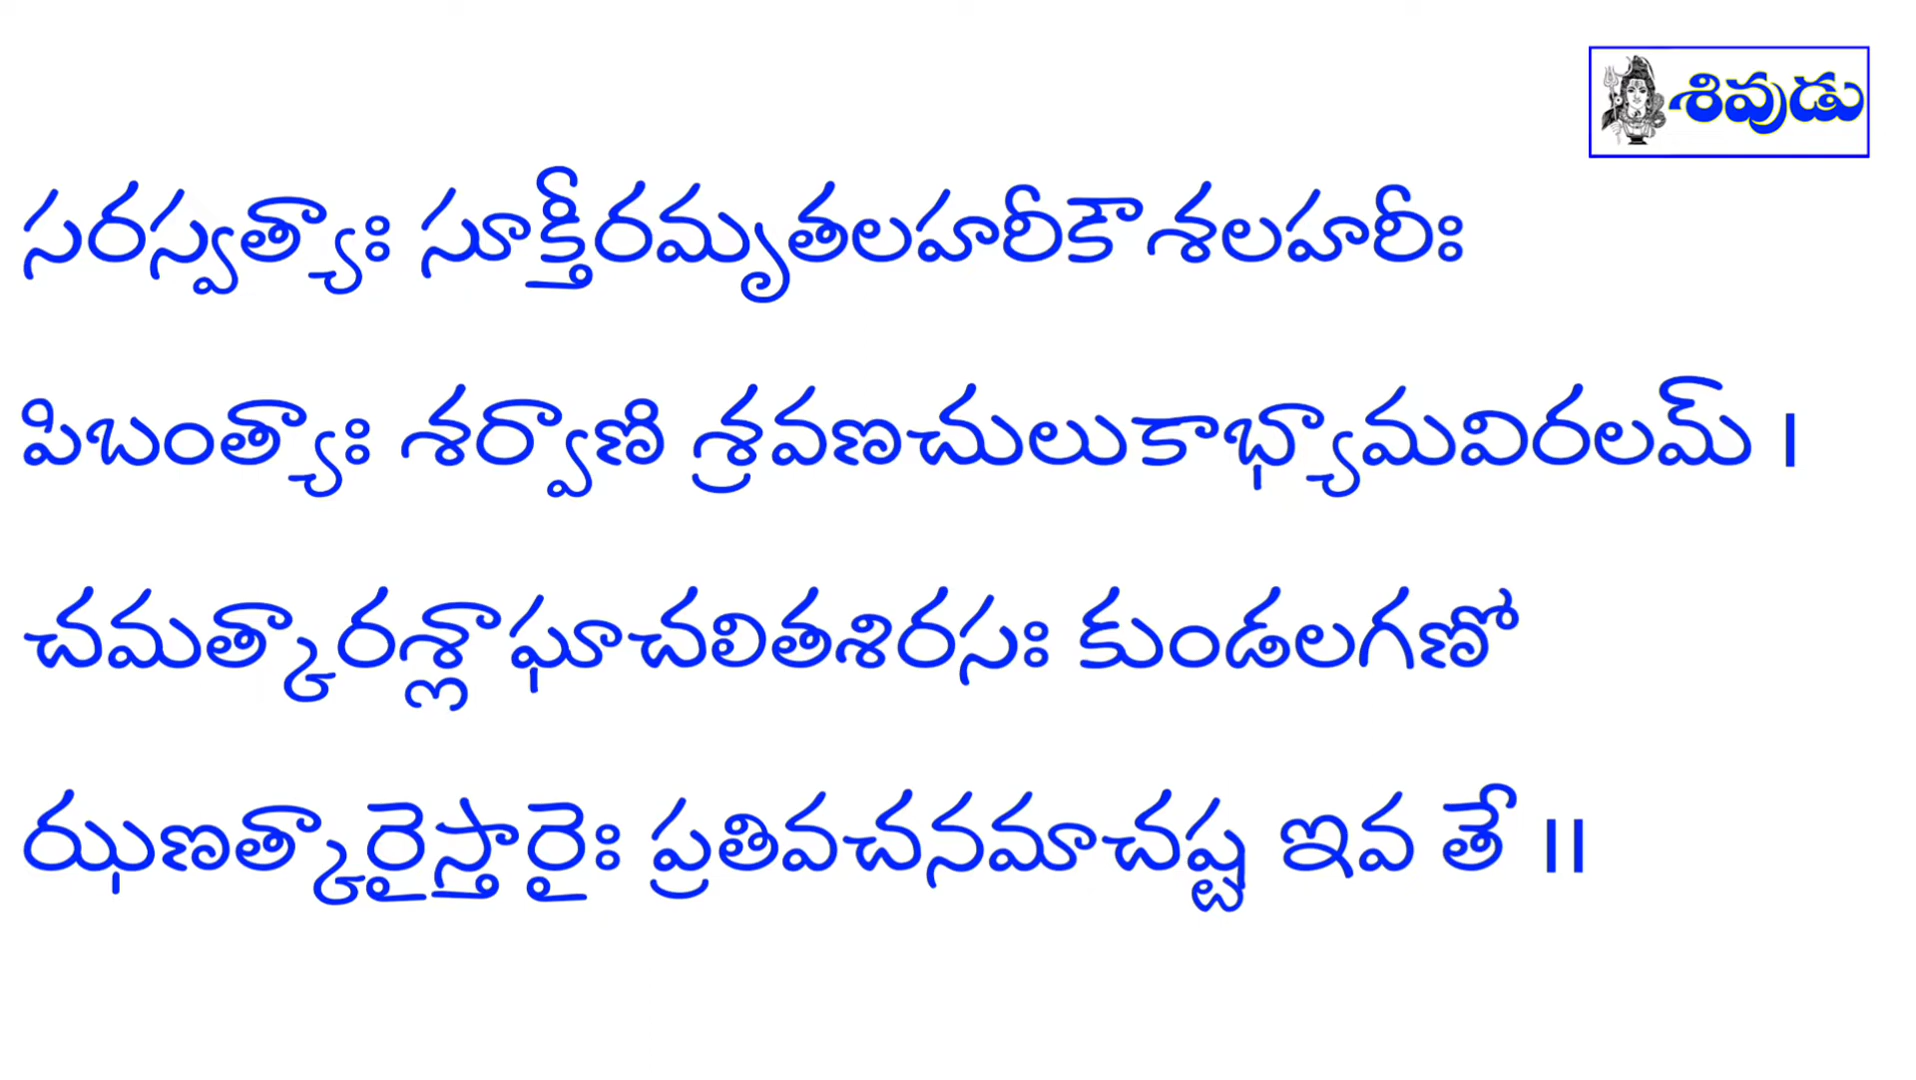 శివుడు
సరస్వత్యాః సూక్తీరమృతలహరీకౌశలహరీః
పిబంత్యాః శర్వాణి శ్రవణచులుకాభ్యామవిరలమ్ ।
చమత్కారశ్లాఘాచలితశిరసః కుండలగణో
ఝణత్కారైస్తారైః ప్రతివచనమాచష్ట ఇవ తే ॥